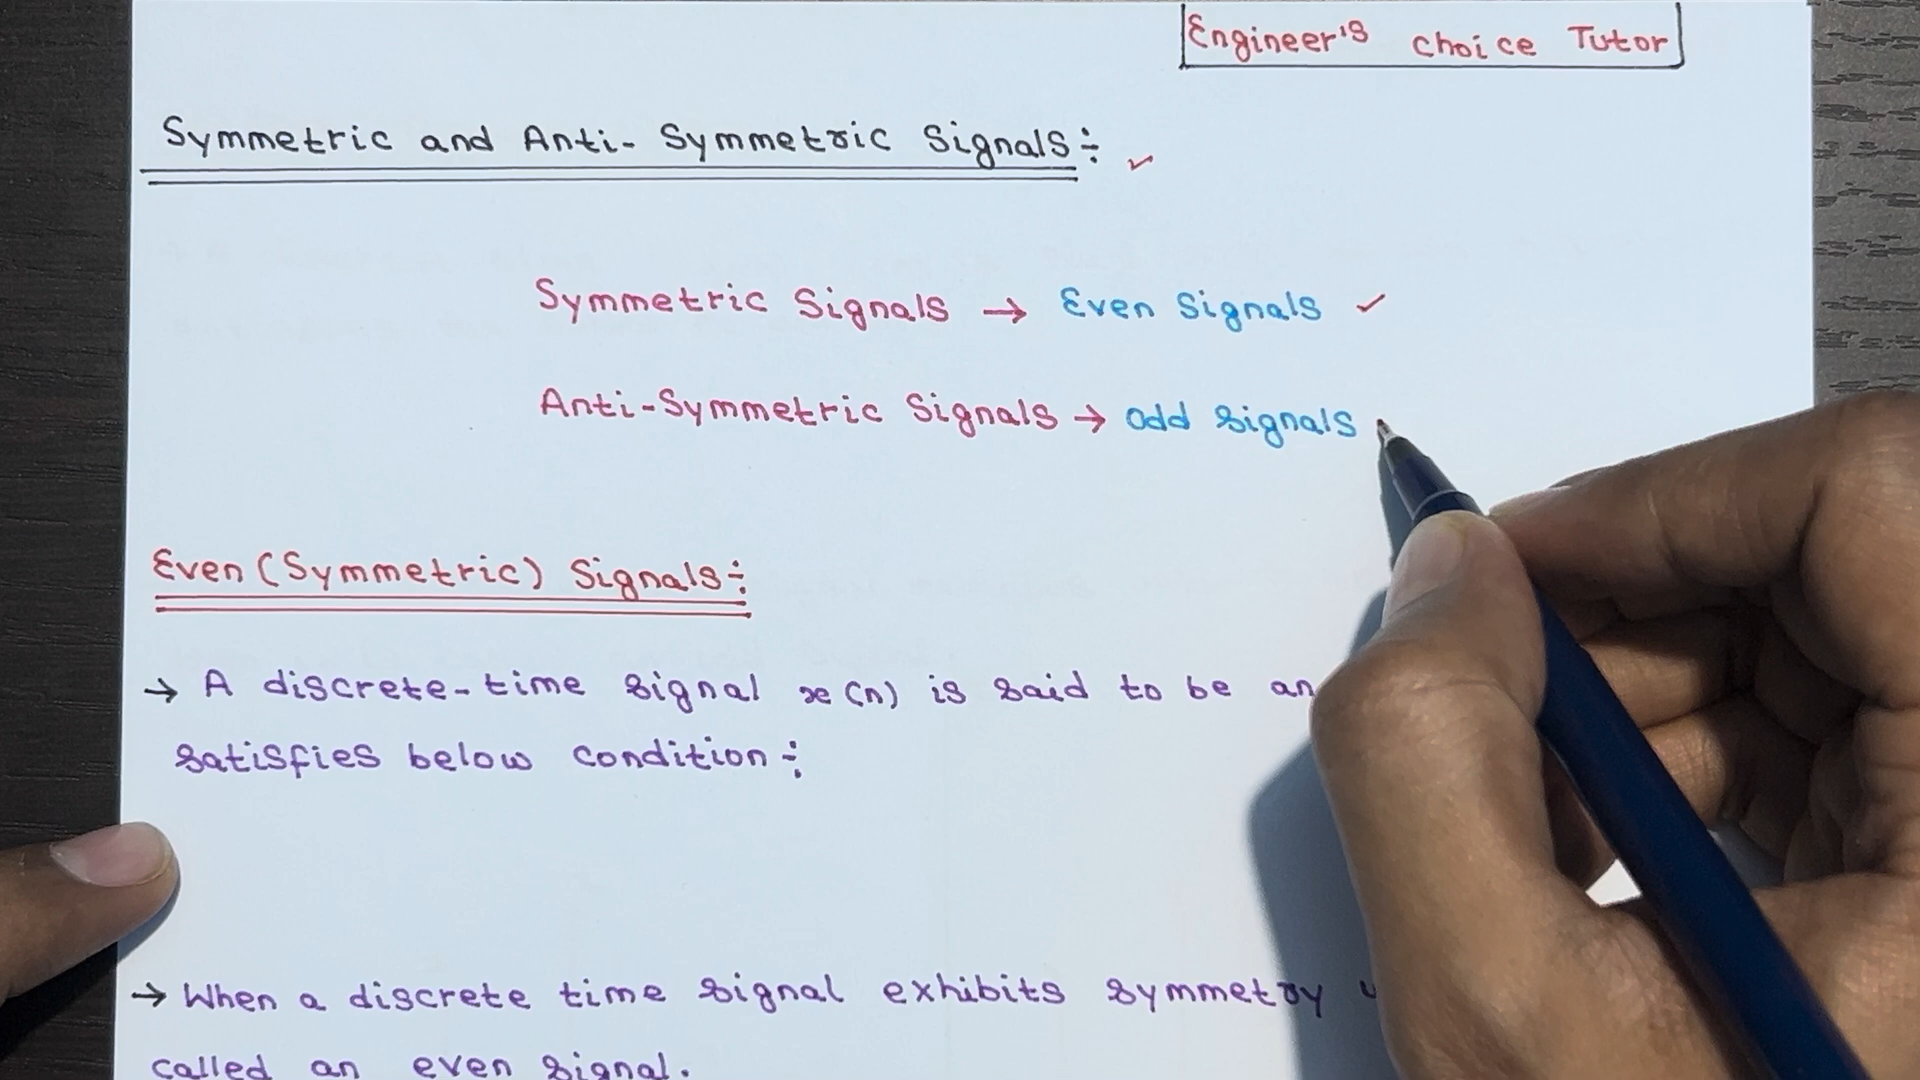 Engineer's Choice Tutor
Symmetric and Anti-Symmetric Signals:
Symmetric Signals → Even Signals ✓
Anti-Symmetric Signals → Odd Signals
Even (Symmetric) Signals:
→ A discrete-time signal x(n) is said to be an
satisfies below condition:
→ When a discrete time signal exhibits symmetry
called an even signal.